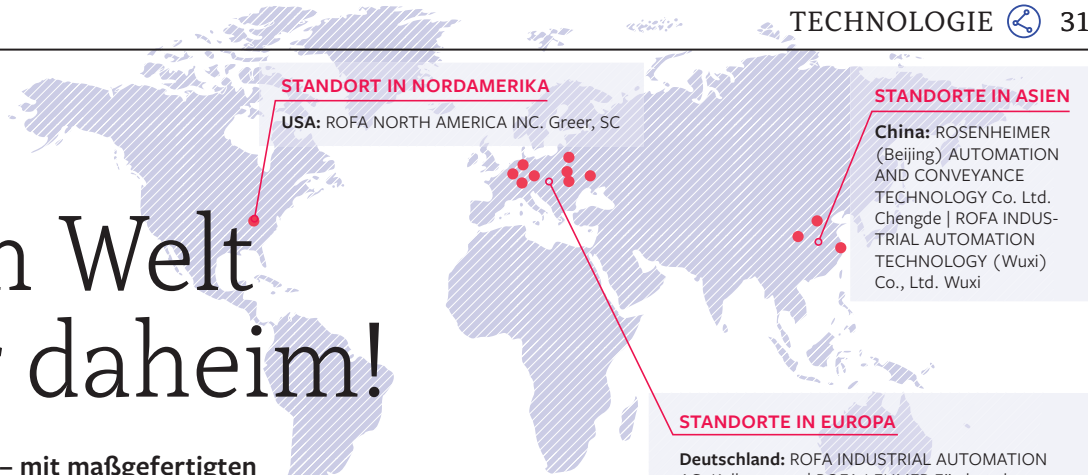 TECHNOLOGIE 31
STANDORT IN NORDAMERIKA
USA: ROFA NORTH AMERICA INC. Greer, SC
STANDORTE IN ASIEN
China: ROSENHEIMER
(Beijing) AUTOMATION
AND CONVEYANCE
TECHNOLOGY Co. Ltd.
Chengde | ROFA INDUS-
TRIAL AUTOMATION
TECHNOLOGY (Wuxi)
Co., Ltd. Wuxi
Welt
daheim!
– mit maßgefertigten
STANDORTE IN EUROPA
Deutschland: ROFA INDUSTRIAL AUTOMATION